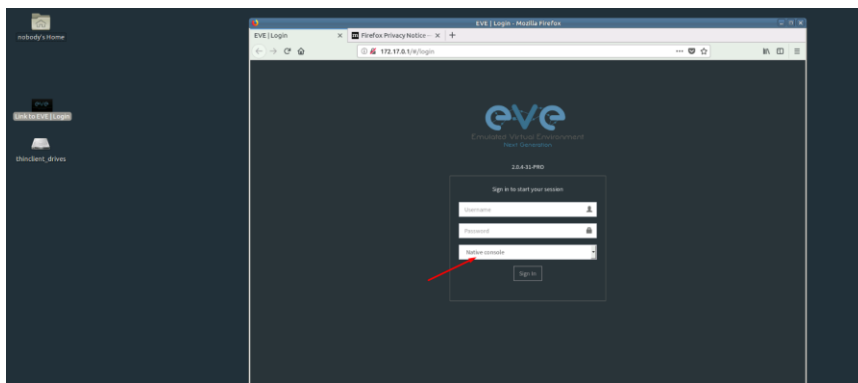 EVE | Login - Mozilla Firefox
EVE | Login
Firefox Privacy Notice —
172.17.0.1/#/login
nobody's Home
eve
Link to EVE | Login
thinclient_drives
eve
Emulated Virtual Environment
Next Generation
2.0.4-31-PRO
Sign in to start your session
Username
Password
Native console
Sign In